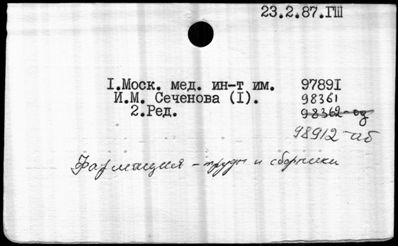 23.2.87.ГШ
I.Моск. мед. ин-т им. 97891
И.М. Сеченова (I). 98361
2.Ред. 98362-од
98912-аб
Фармация - труды и сборники